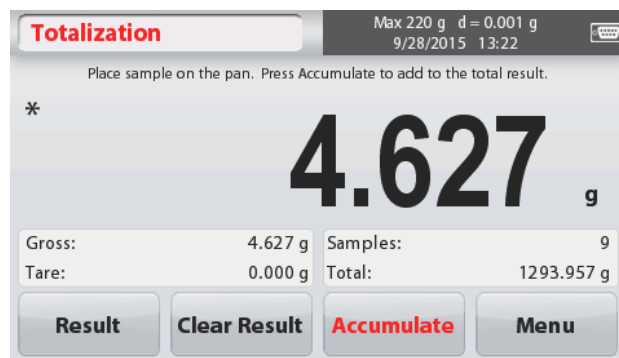 Totalization
Max 220 g d = 0.001 g
9/28/2015 13:22
Place sample on the pan. Press Accumulate to add to the total result.
*
4.627 g
Gross: 4.627 g
Tare: 0.000 g
Samples: 9
Total: 1293.957 g
Result
Clear Result
Accumulate
Menu